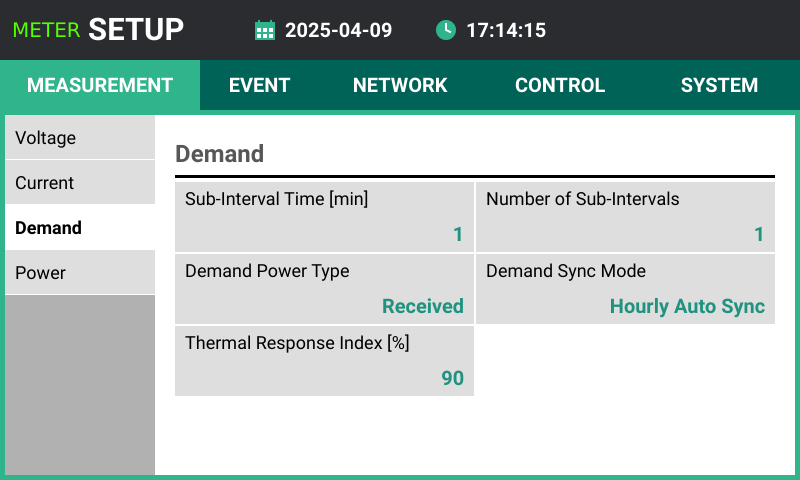 METER SETUP 2025-04-09 17:14:15
MEASUREMENT EVENT NETWORK CONTROL SYSTEM
Voltage
Current
Demand
Power
Demand
Sub-Interval Time [min]
1
Number of Sub-Intervals
1
Demand Power Type
Received
Demand Sync Mode
Hourly Auto Sync
Thermal Response Index [%]
90